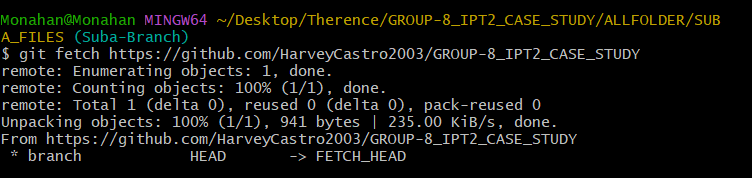 Monahan@Monahan MINGW64 ~/Desktop/Therence/GROUP-8_IPT2_CASE_STUDY/ALLFOLDER/SUB
A_FILES (Suba-Branch)
$ git fetch https://github.com/HarveyCastro2003/GROUP-8_IPT2_CASE_STUDY
remote: Enumerating objects: 1, done.
remote: Counting objects: 100% (1/1), done.
remote: Total 1 (delta 0), reused 0 (delta 0), pack-reused 0
Unpacking objects: 100% (1/1), 941 bytes | 235.00 KiB/s, done.
From https://github.com/HarveyCastro2003/GROUP-8_IPT2_CASE_STUDY
 * branch            HEAD       -> FETCH_HEAD